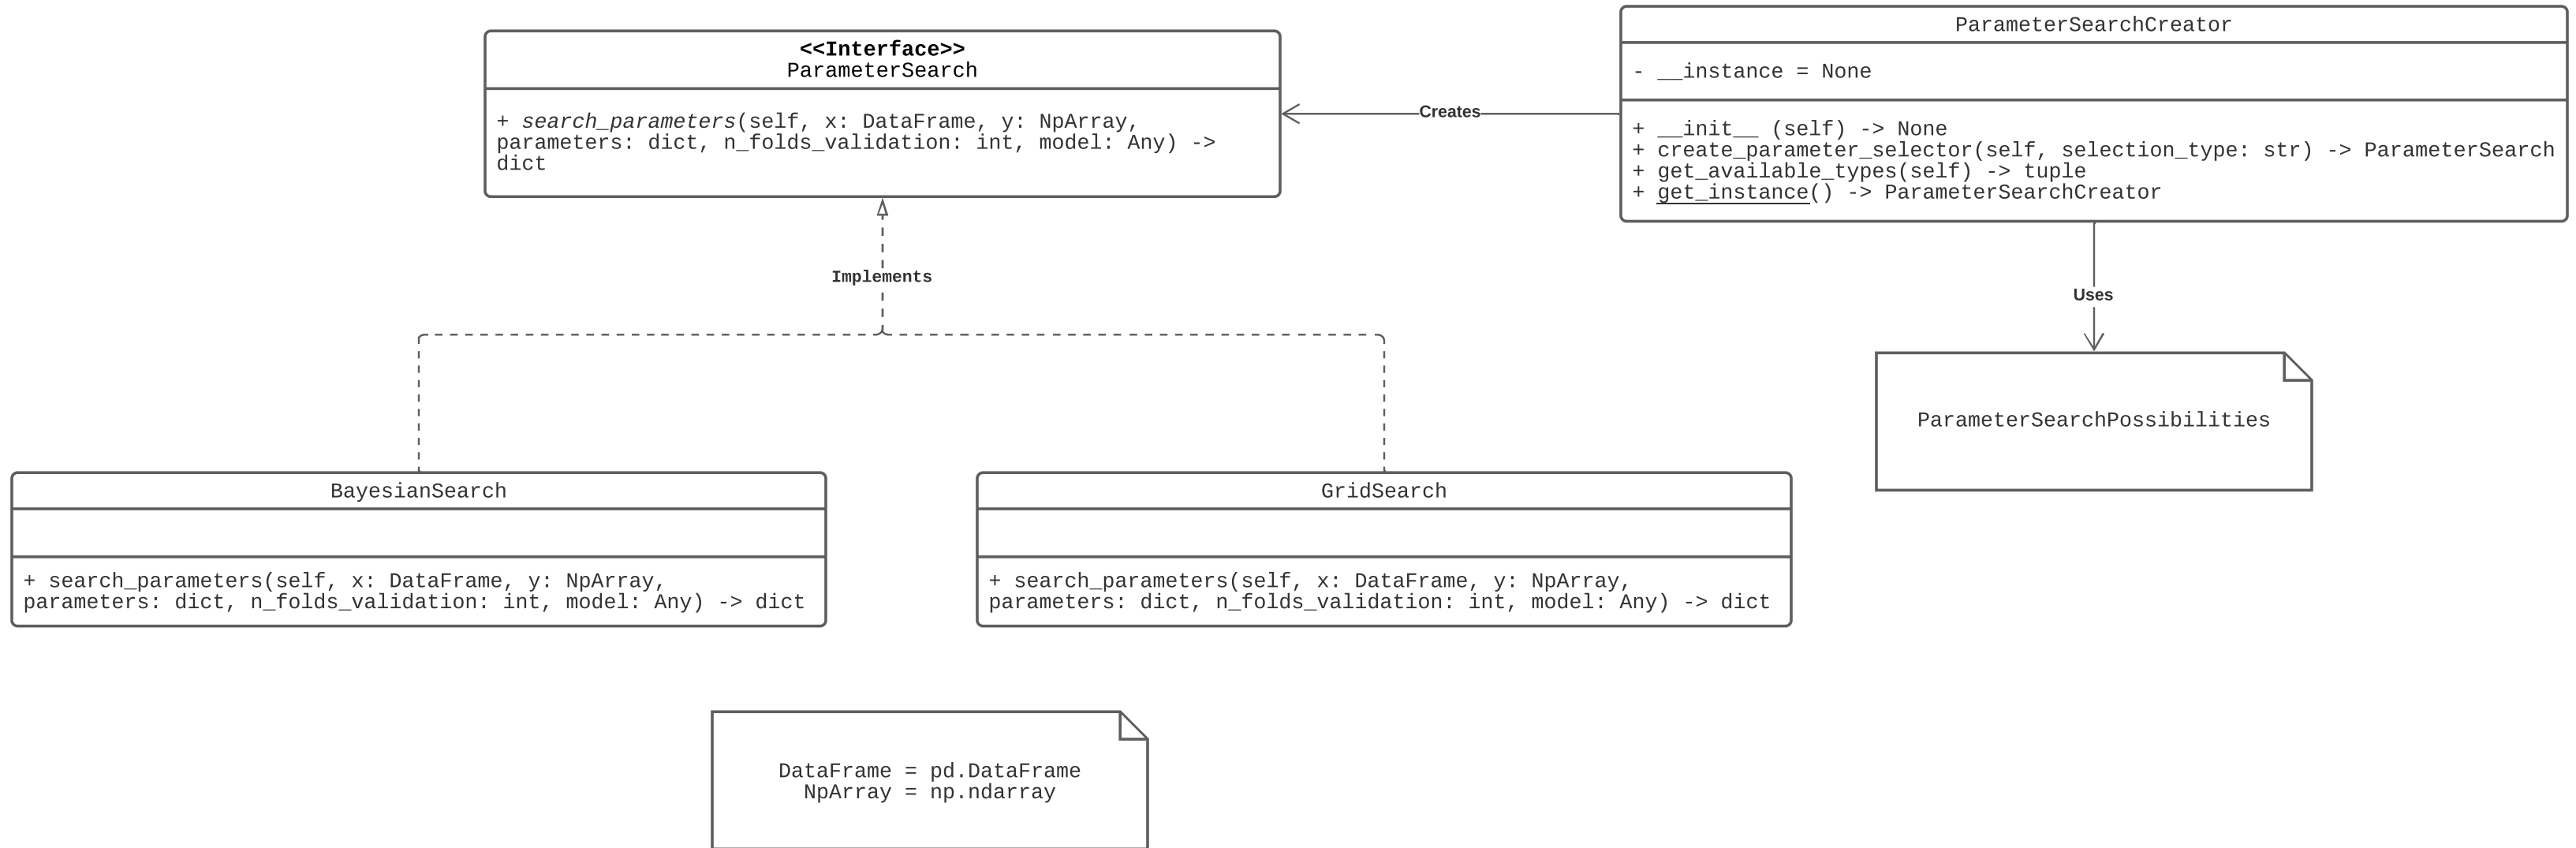 <<Interface>>
ParameterSearch
+ search_parameters(self, x: DataFrame, y: NpArray,
parameters: dict, n_folds_validation: int, model: Any) ->
dict
Creates
ParameterSearchCreator
- __instance = None
+ __init__ (self) -> None
+ create_parameter_selector(self, selection_type: str) -> ParameterSearch
+ get_available_types(self) -> tuple
+ get_instance() -> ParameterSearchCreator
Implements
Uses
ParameterSearchPossibilities
BayesianSearch
+ search_parameters(self, x: DataFrame, y: NpArray,
parameters: dict, n_folds_validation: int, model: Any) -> dict
GridSearch
+ search_parameters(self, x: DataFrame, y: NpArray,
parameters: dict, n_folds_validation: int, model: Any) -> dict
DataFrame = pd.DataFrame
NpArray = np.ndarray